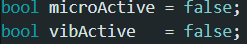 bool microActive = false;
bool vibActive   = false;